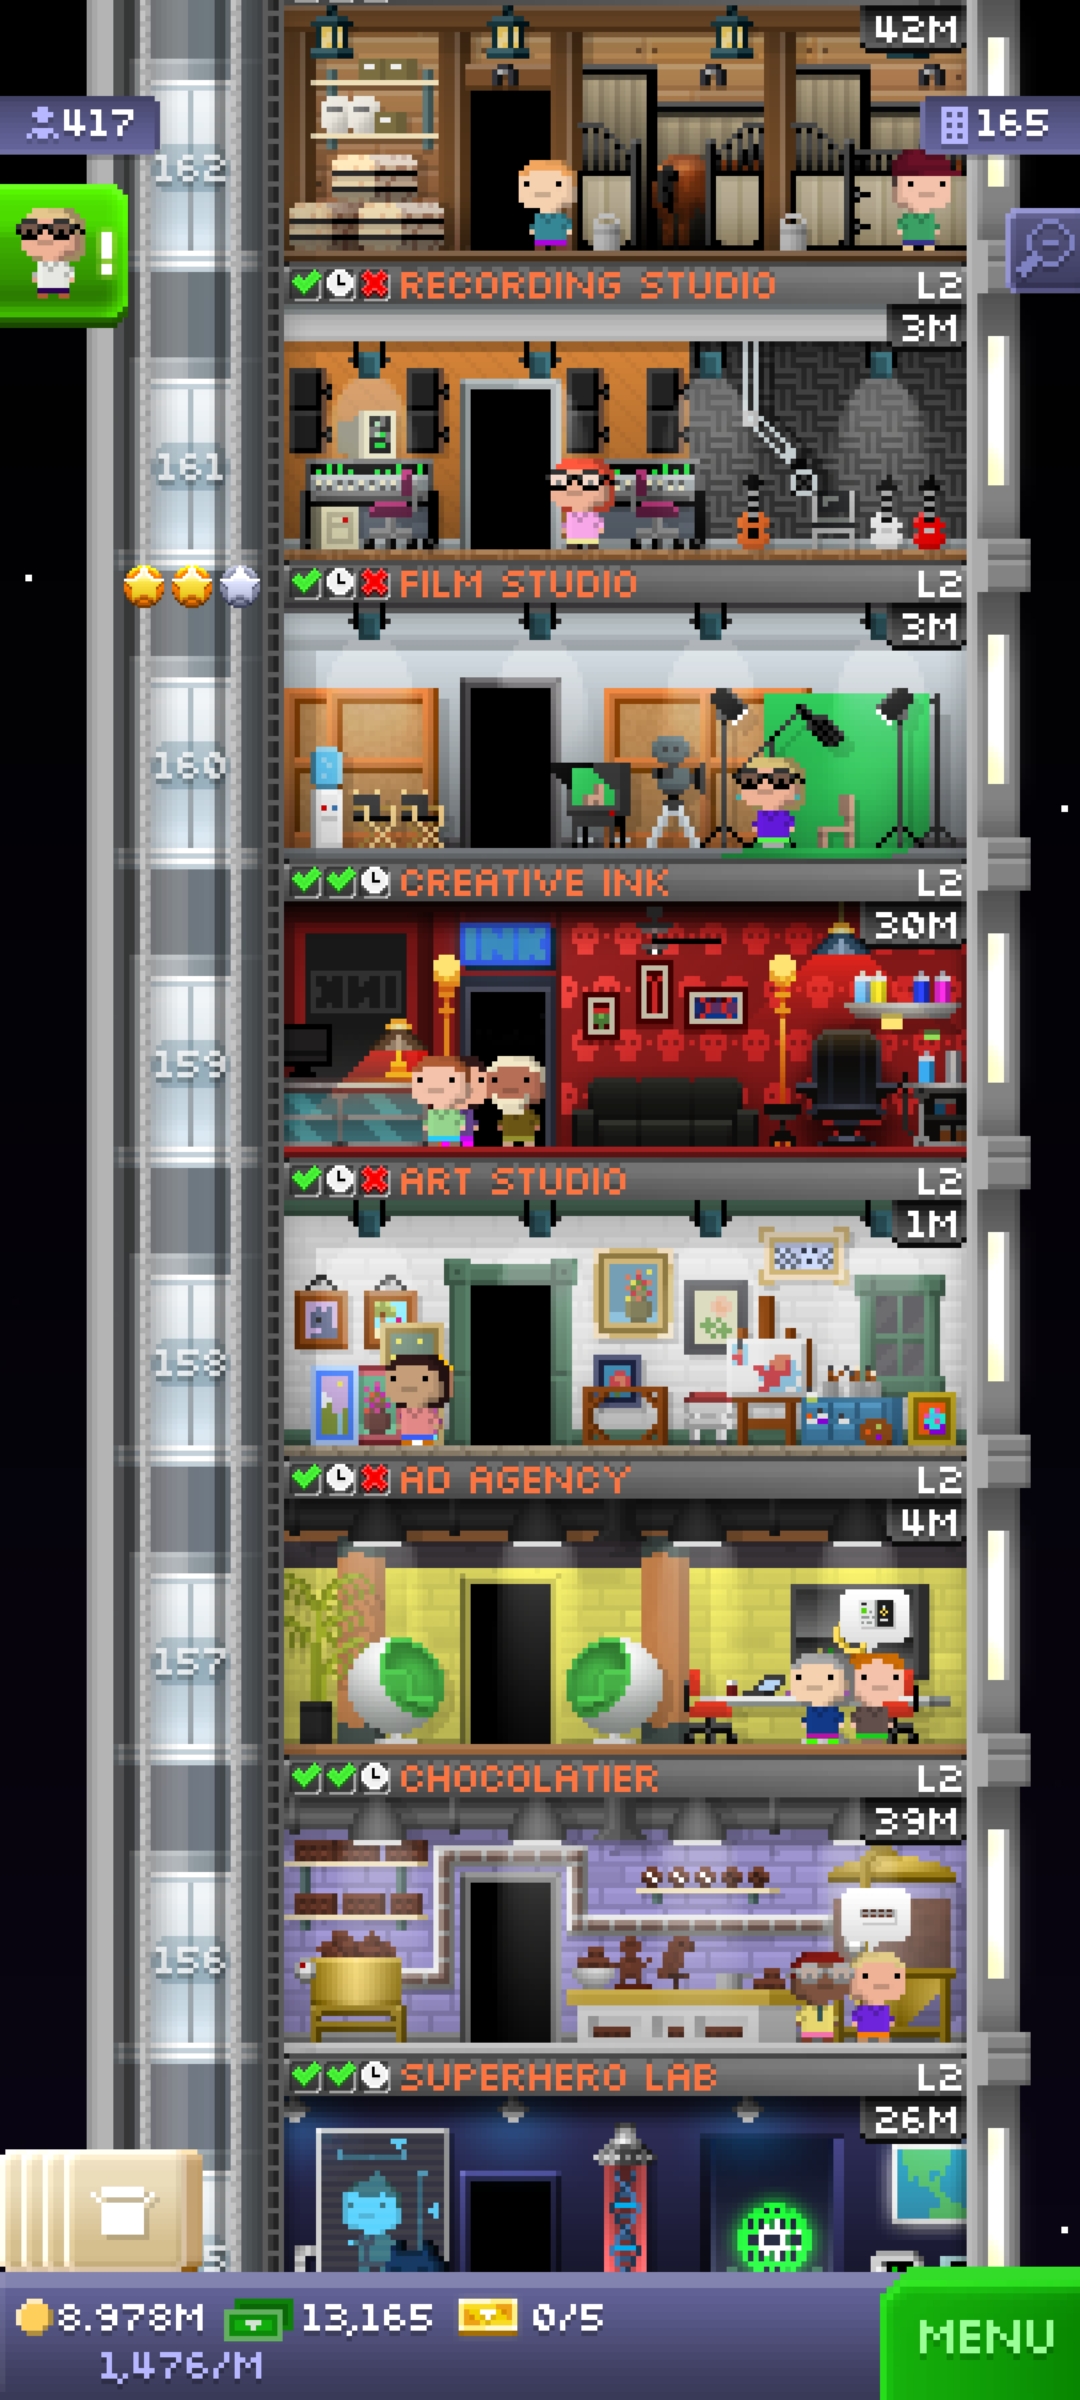 42M
417
165
162
!
RECORDING STUDIO L2
3M
161
FILM STUDIO L2
3M
160
CREATIVE INK L2
30M
INK
159
ART STUDIO L2
1M
158
AD AGENCY L2
4M
157
CHOCOLATIER L2
39M
156
SUPERHERO LAB L2
26M
8.978M 13,165 0/5
1,476/M
MENU